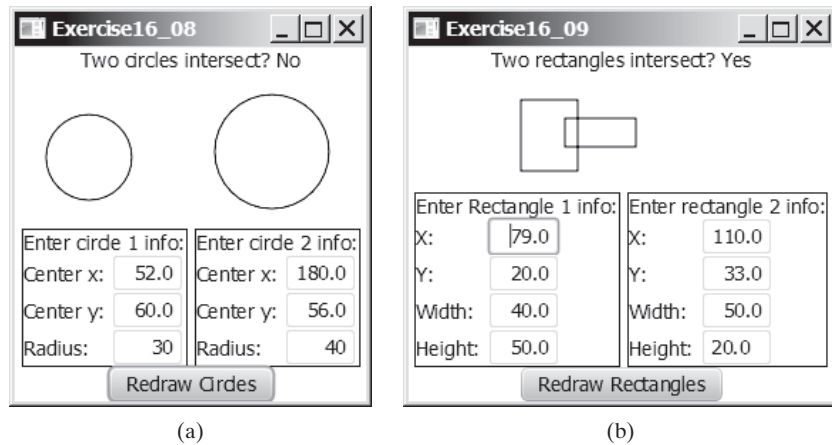 Exercise16_08
Two circles intersect? No
Enter circle 1 info:
Center x: 52.0
Center y: 60.0
Radius: 30
Enter circle 2 info:
Center x: 180.0
Center y: 56.0
Radius: 40
Redraw Circles
(a)
Exercise16_09
Two rectangles intersect? Yes
Enter Rectangle 1 info:
X: 79.0
Y: 20.0
Width: 40.0
Height: 50.0
Enter rectangle 2 info:
X: 110.0
Y: 33.0
Width: 50.0
Height: 20.0
Redraw Rectangles
(b)